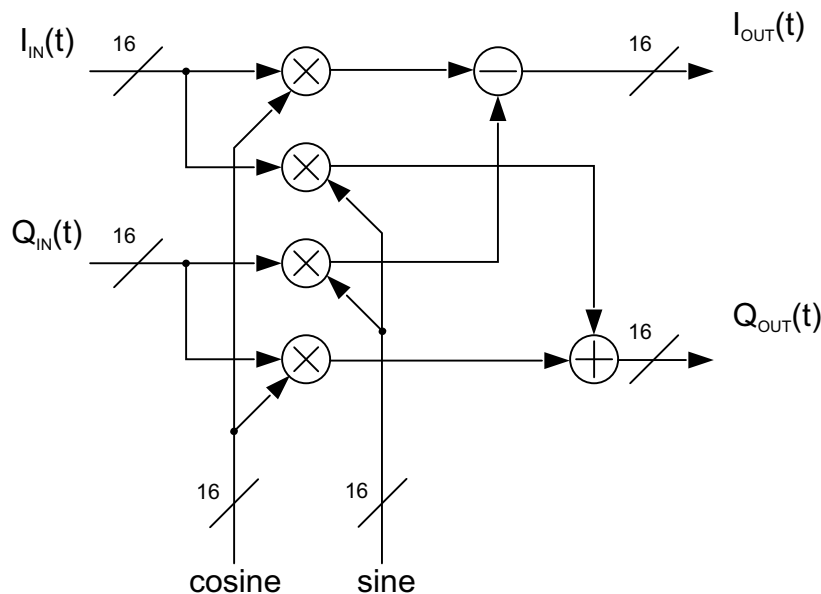 I_IN(t) 16 16 I_OUT(t)
Q_IN(t) 16 16 Q_OUT(t)
16 16
cosine sine